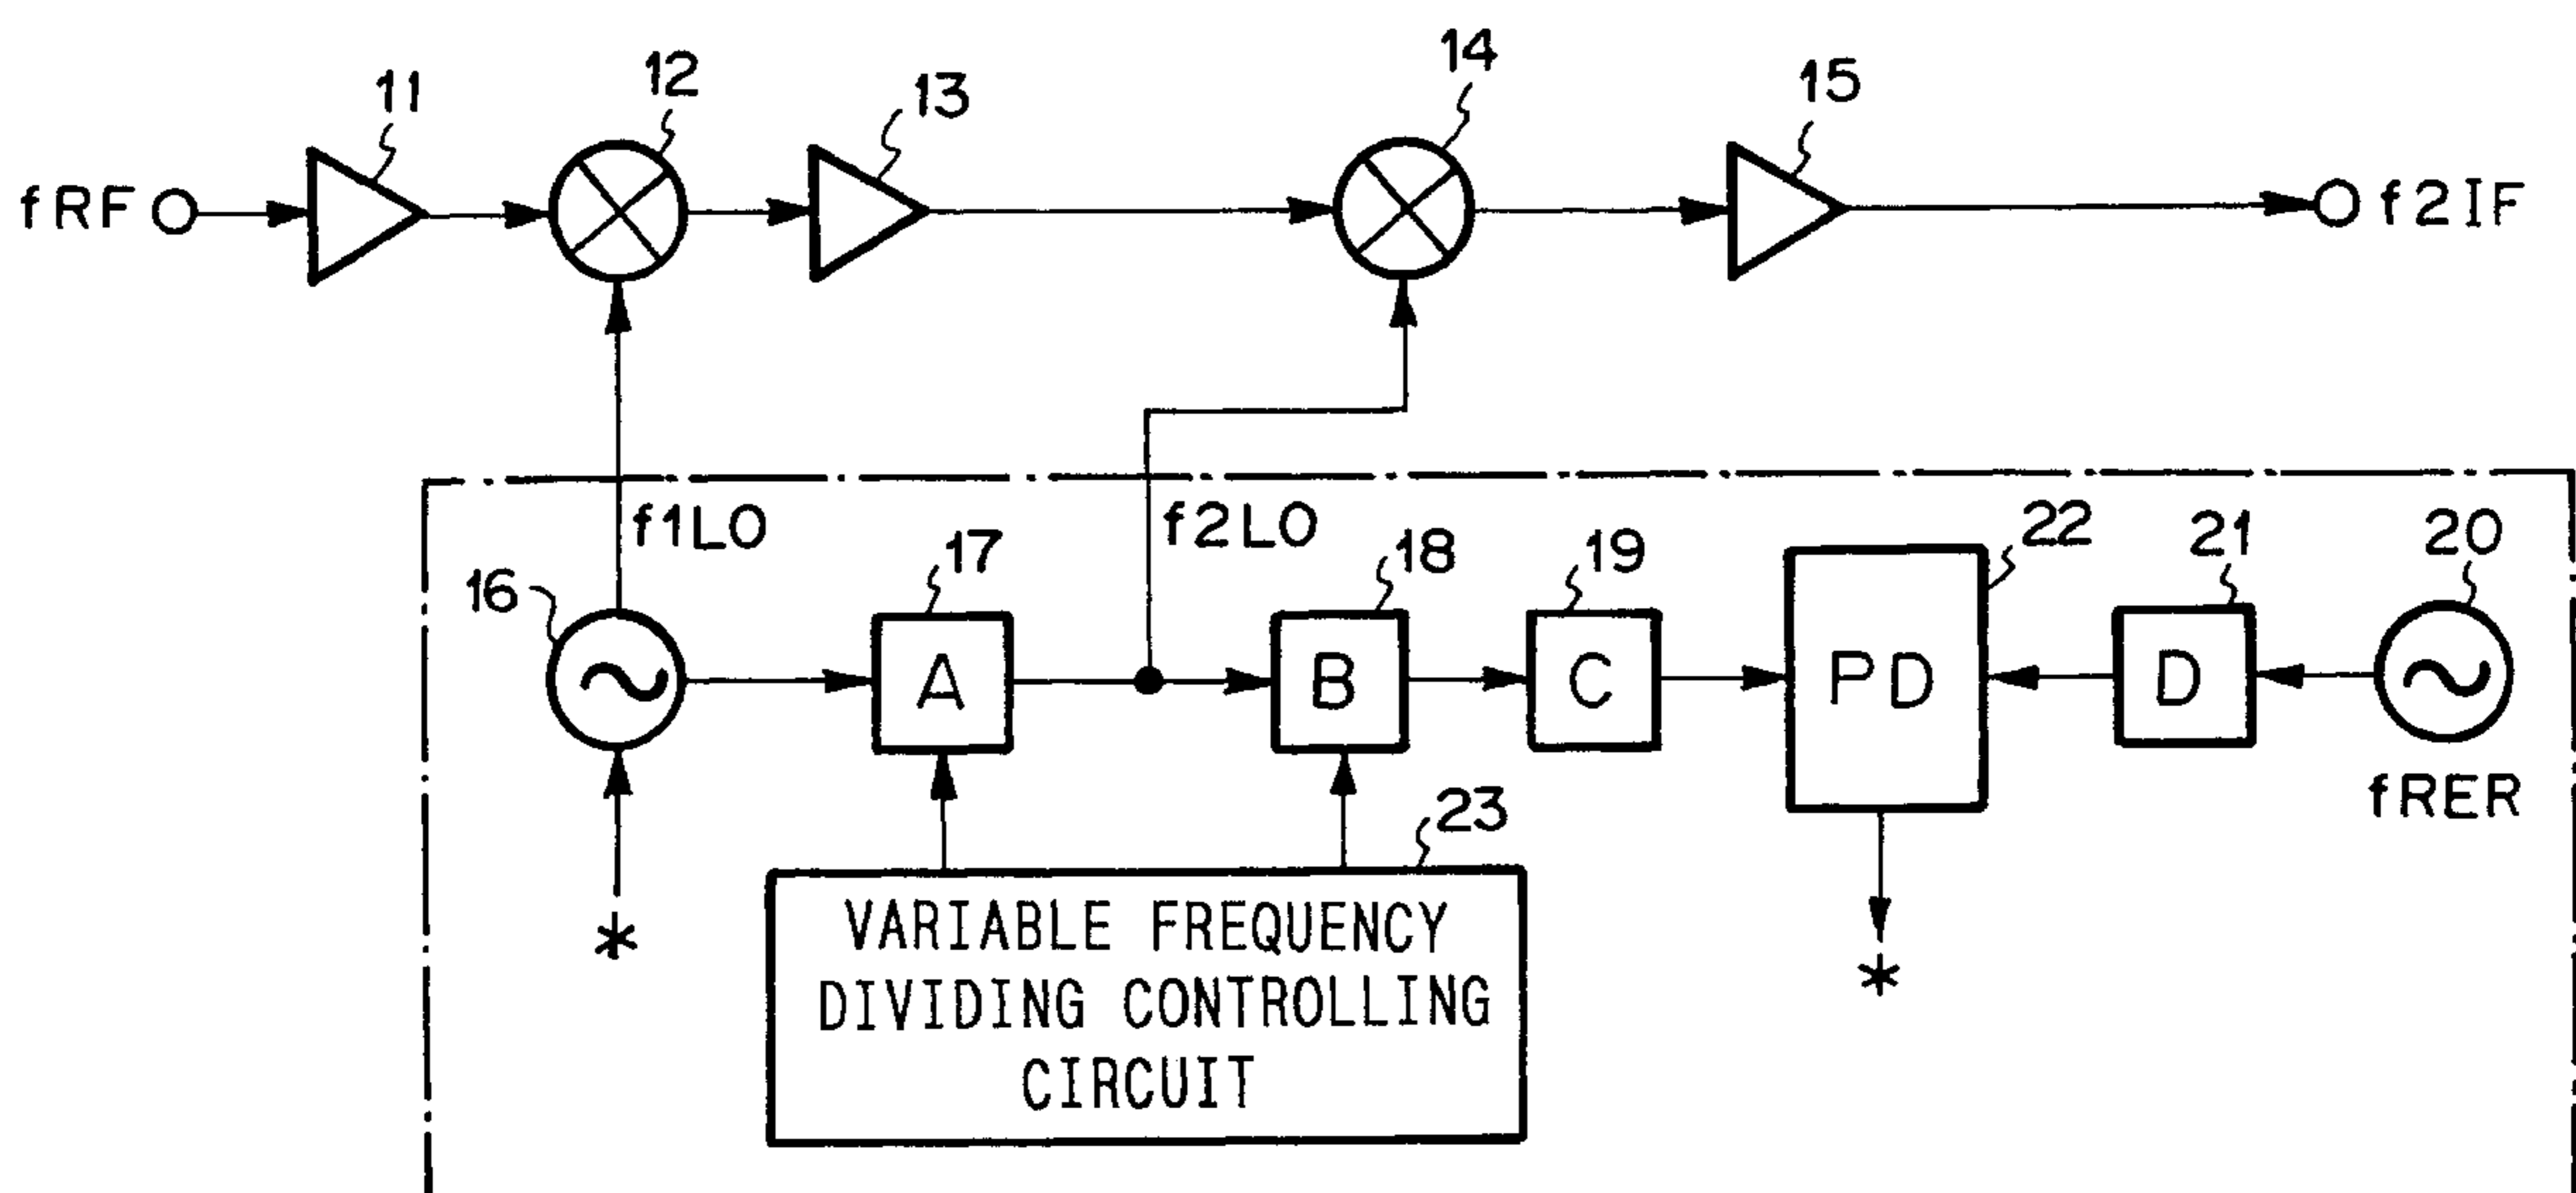 11
12
13
14
15
fRF
f2IF
f1LO
f2LO
16
17
18
19
22
21
20
A
B
C
PD
D
fRER
23
*
VARIABLE FREQUENCY
DIVIDING CONTROLLING
CIRCUIT
*